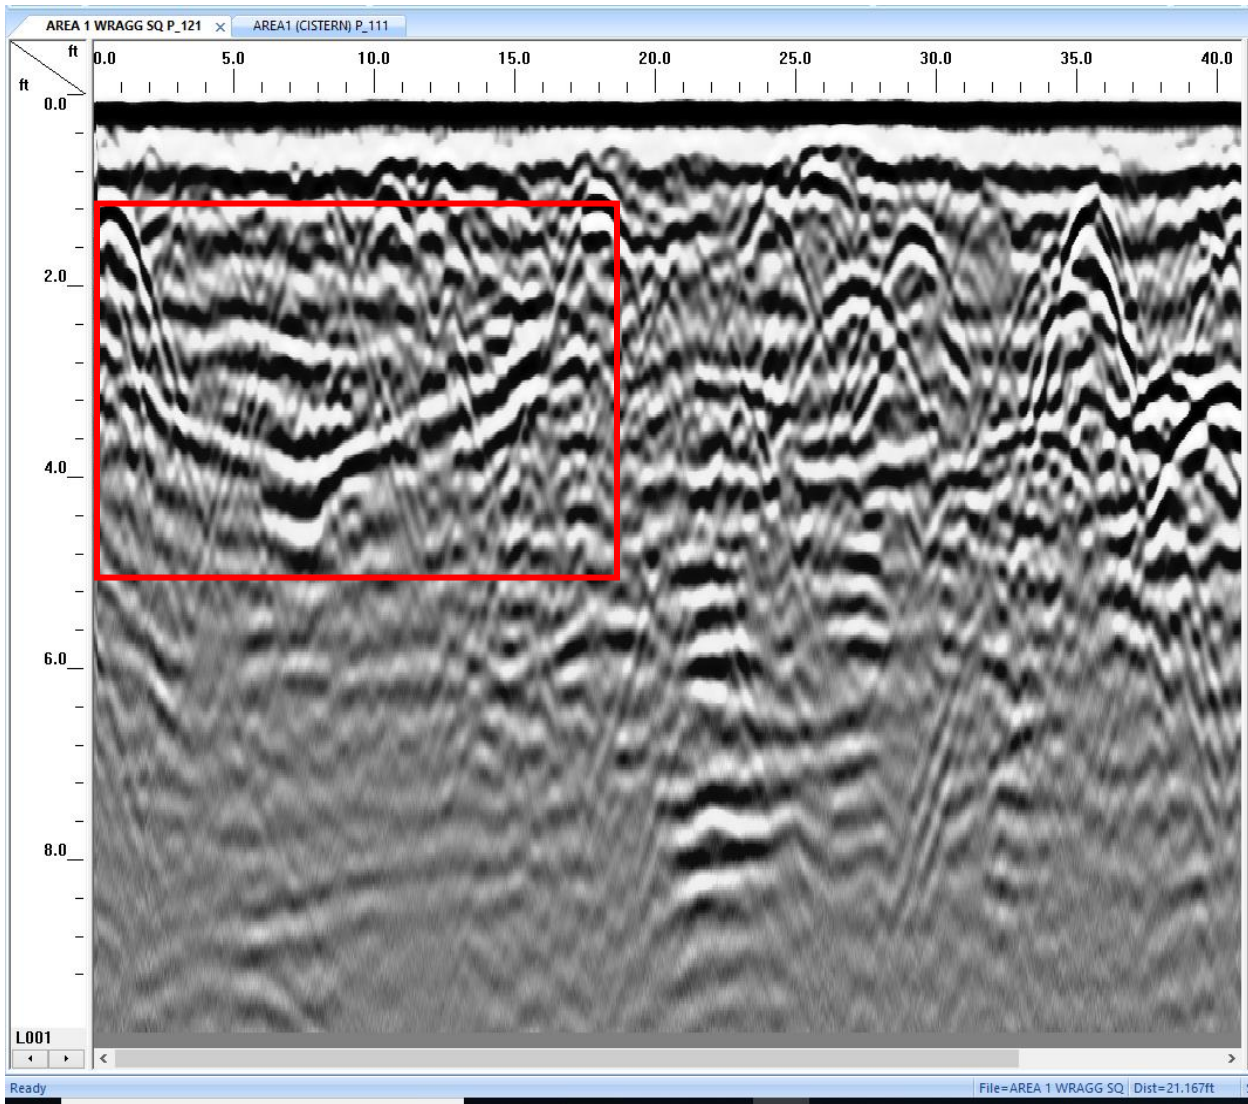 AREA 1 WRAGG SQ P_121 × AREA1 (CISTERN) P_111
ft
ft
0.0 5.0 10.0 15.0 20.0 25.0 30.0 35.0 40.0
0.0
2.0
4.0
6.0
8.0
L001
Ready File=AREA 1 WRAGG SQ Dist=21.167ft